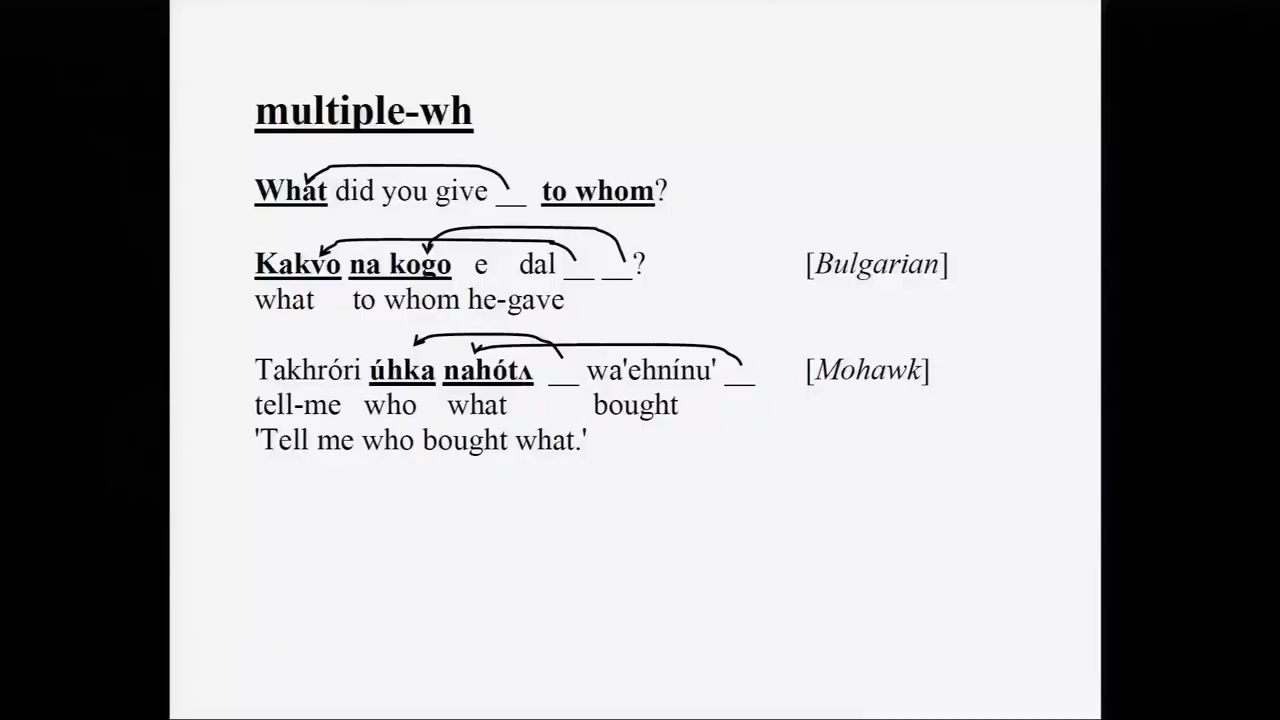 multiple-wh
What did you give __ to whom?
Kakvo na kogo e dal __ __? [Bulgarian]
what to whom he-gave
Takhróri úhka nahótʌ __ wa'ehnínu' __ [Mohawk]
tell-me who what bought
'Tell me who bought what.'